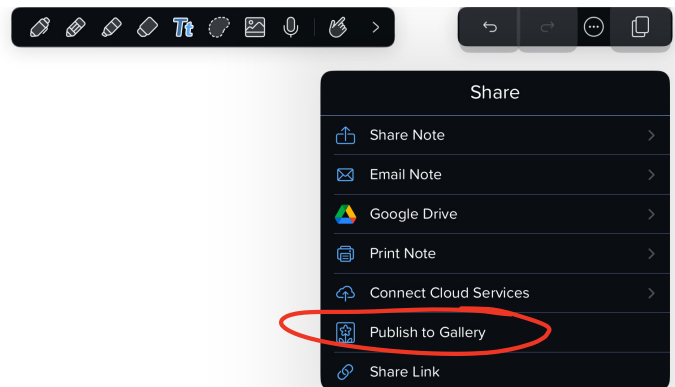 Tt
Share
Share Note
Email Note
Google Drive
Print Note
Connect Cloud Services
Publish to Gallery
Share Link